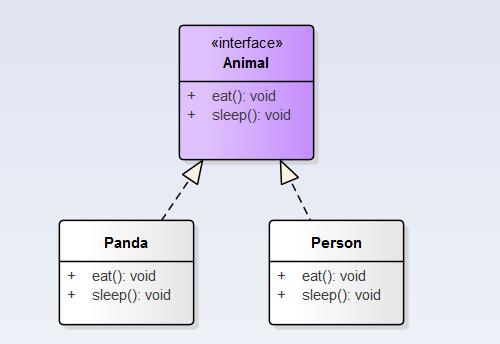 «interface»
Animal
+ eat(): void
+ sleep(): void
Panda
+ eat(): void
+ sleep(): void
Person
+ eat(): void
+ sleep(): void